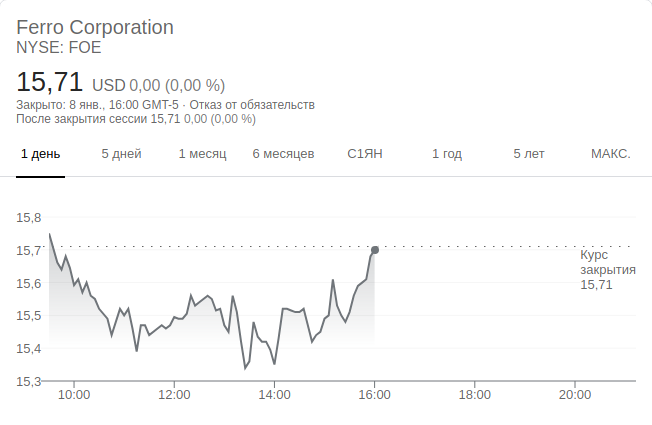 Ferro Corporation
NYSE: FOE
15,71 USD 0,00 (0,00 %)
Закрыто: 8 янв., 16:00 GMT-5 · Отказ от обязательств
После закрытия сессии 15,71 0,00 (0,00 %)
1 день 5 дней 1 месяц 6 месяцев С1ЯН 1 год 5 лет МАКС.
15,8
15,7
Курс
закрытия
15,71
15,6
15,5
15,4
15,3
10:00 12:00 14:00 16:00 18:00 20:00